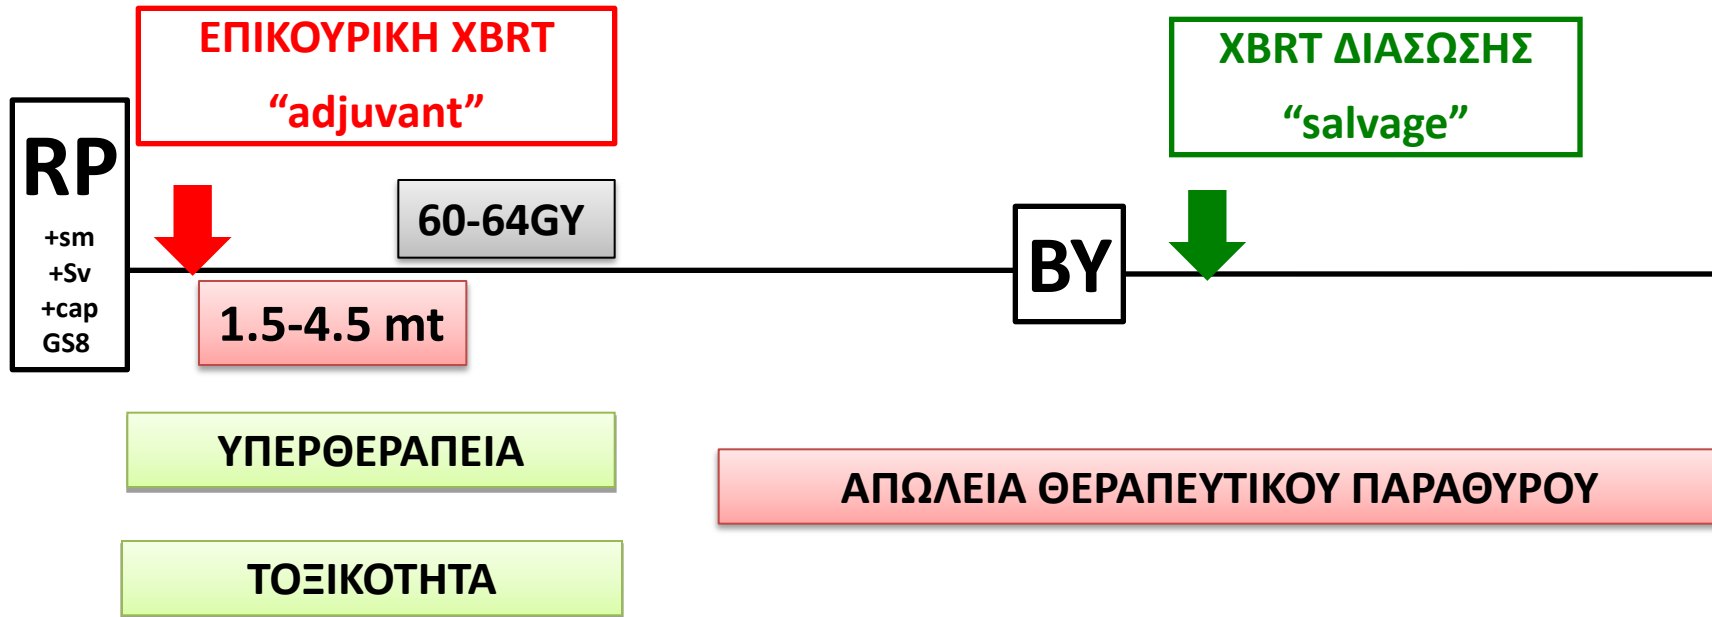 ΕΠΙΚΟΥΡΙΚΗ XBRT
“adjuvant”
XBRT ΔΙΑΣΩΣΗΣ
“salvage”
RP
+sm
+Sv
+cap
GS8
60-64GY
1.5-4.5 mt
BY
ΥΠΕΡΘΕΡΑΠΕΙΑ
ΑΠΩΛΕΙΑ ΘΕΡΑΠΕΥΤΙΚΟΥ ΠΑΡΑΘΥΡΟΥ
ΤΟΞΙΚΟΤΗΤΑ